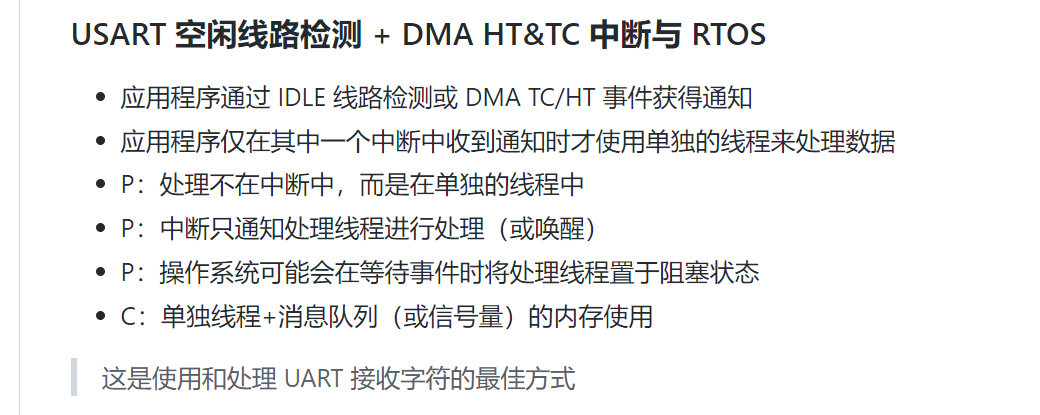 USART 空闲线路检测 + DMA HT&TC 中断与 RTOS
• 应用程序通过 IDLE 线路检测或 DMA TC/HT 事件获得通知
• 应用程序仅在其中一个中断中收到通知时才使用单独的线程来处理数据
• P：处理不在中断中，而是在单独的线程中
• P：中断只通知处理线程进行处理（或唤醒）
• P：操作系统可能会在等待事件时将处理线程置于阻塞状态
• C：单独线程+消息队列（或信号量）的内存使用
这是使用和处理 UART 接收字符的最佳方式